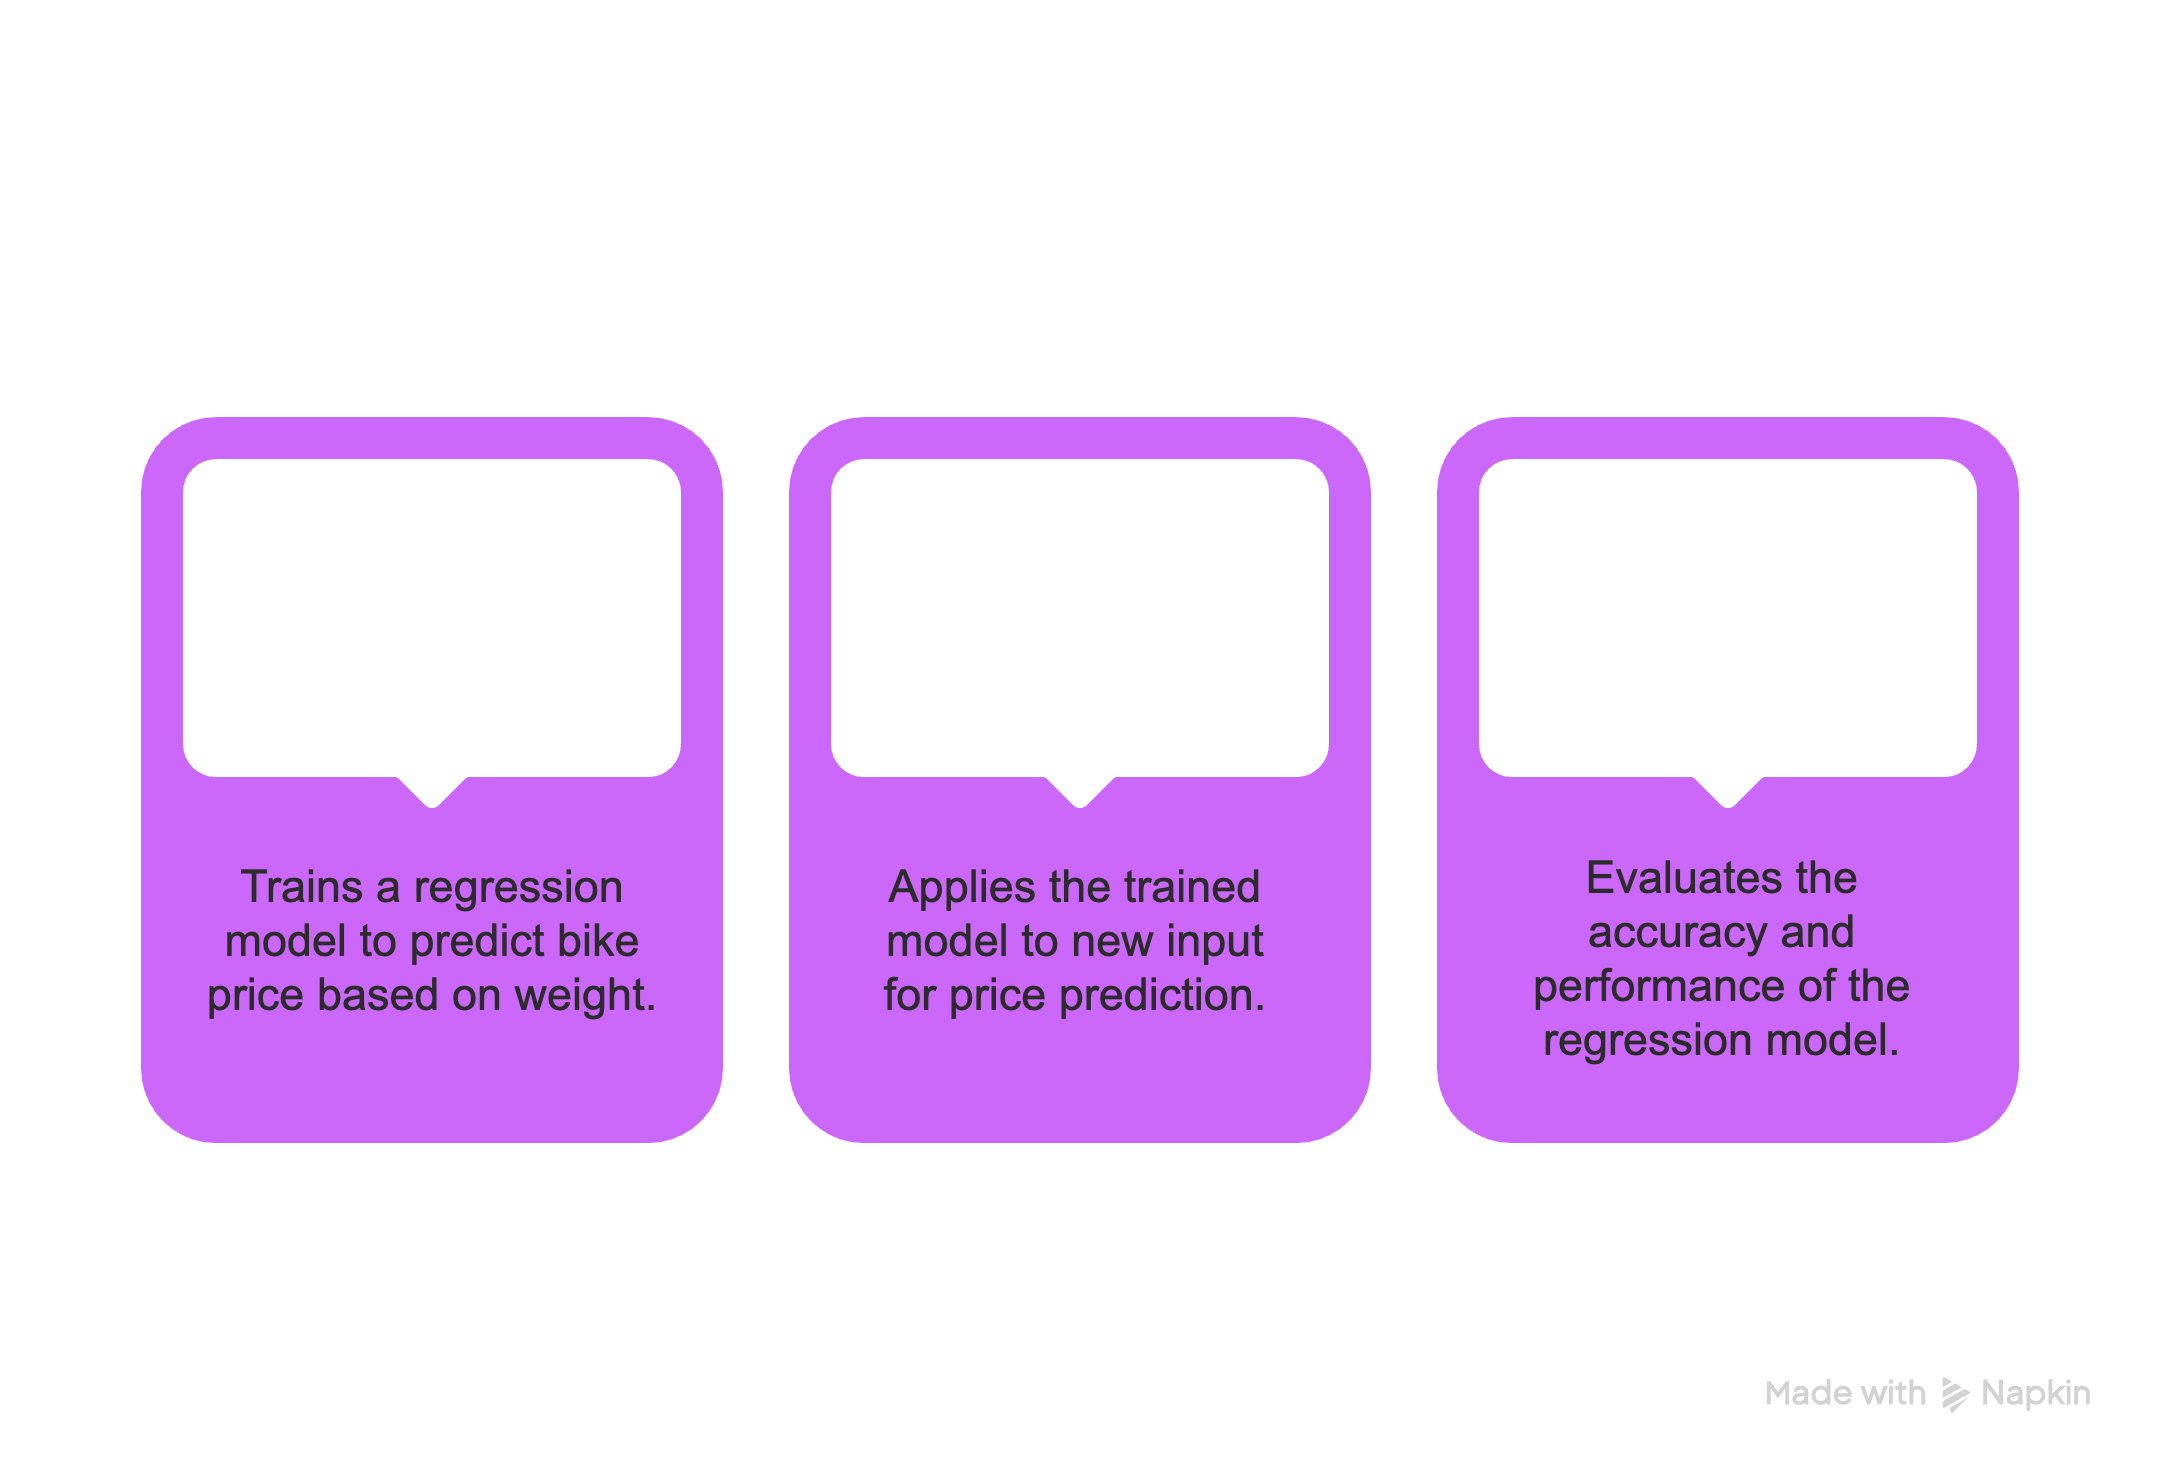 Trains a regression
model to predict bike
price based on weight.
Applies the trained
model to new input
for price prediction.
Evaluates the
accuracy and
performance of the
regression model.
Made with Napkin